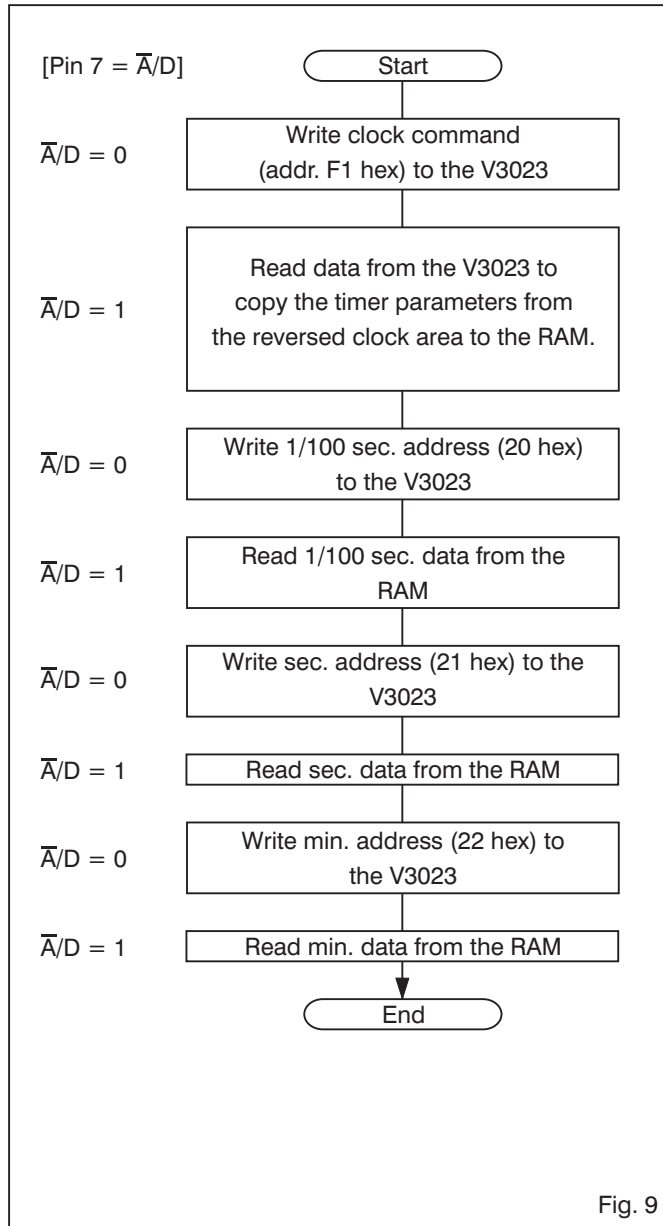 [Pin 7 = A̅/D]
Start
A̅/D = 0
Write clock command
(addr. F1 hex) to the V3023
A̅/D = 1
Read data from the V3023 to
copy the timer parameters from
the reversed clock area to the RAM.
A̅/D = 0
Write 1/100 sec. address (20 hex)
to the V3023
A̅/D = 1
Read 1/100 sec. data from the
RAM
A̅/D = 0
Write sec. address (21 hex) to the
V3023
A̅/D = 1
Read sec. data from the RAM
A̅/D = 0
Write min. address (22 hex) to
the V3023
A̅/D = 1
Read min. data from the RAM
End
Fig. 9